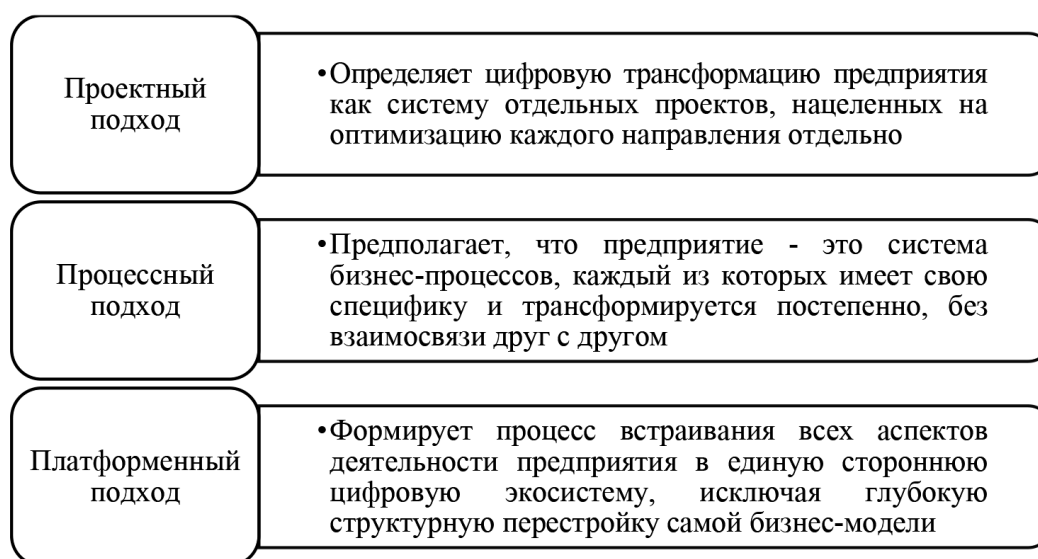 Проектный
подход
•Определяет цифровую трансформацию предприятия
как систему отдельных проектов, нацеленных на
оптимизацию каждого направления отдельно
Процессный
подход
•Предполагает, что предприятие - это система
бизнес-процессов, каждый из которых имеет свою
специфику и трансформируется постепенно, без
взаимосвязи друг с другом
Платформенный
подход
•Формирует процесс встраивания всех аспектов
деятельности предприятия в единую стороннюю
цифровую экосистему, исключая глубокую
структурную перестройку самой бизнес-модели